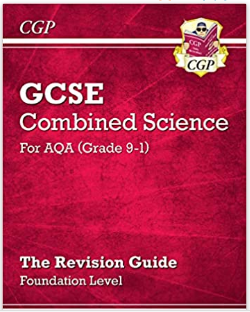 CGP
CGP
GCSE
Combined Science
For AQA (Grade 9-1)
The Revision Guide
Foundation Level